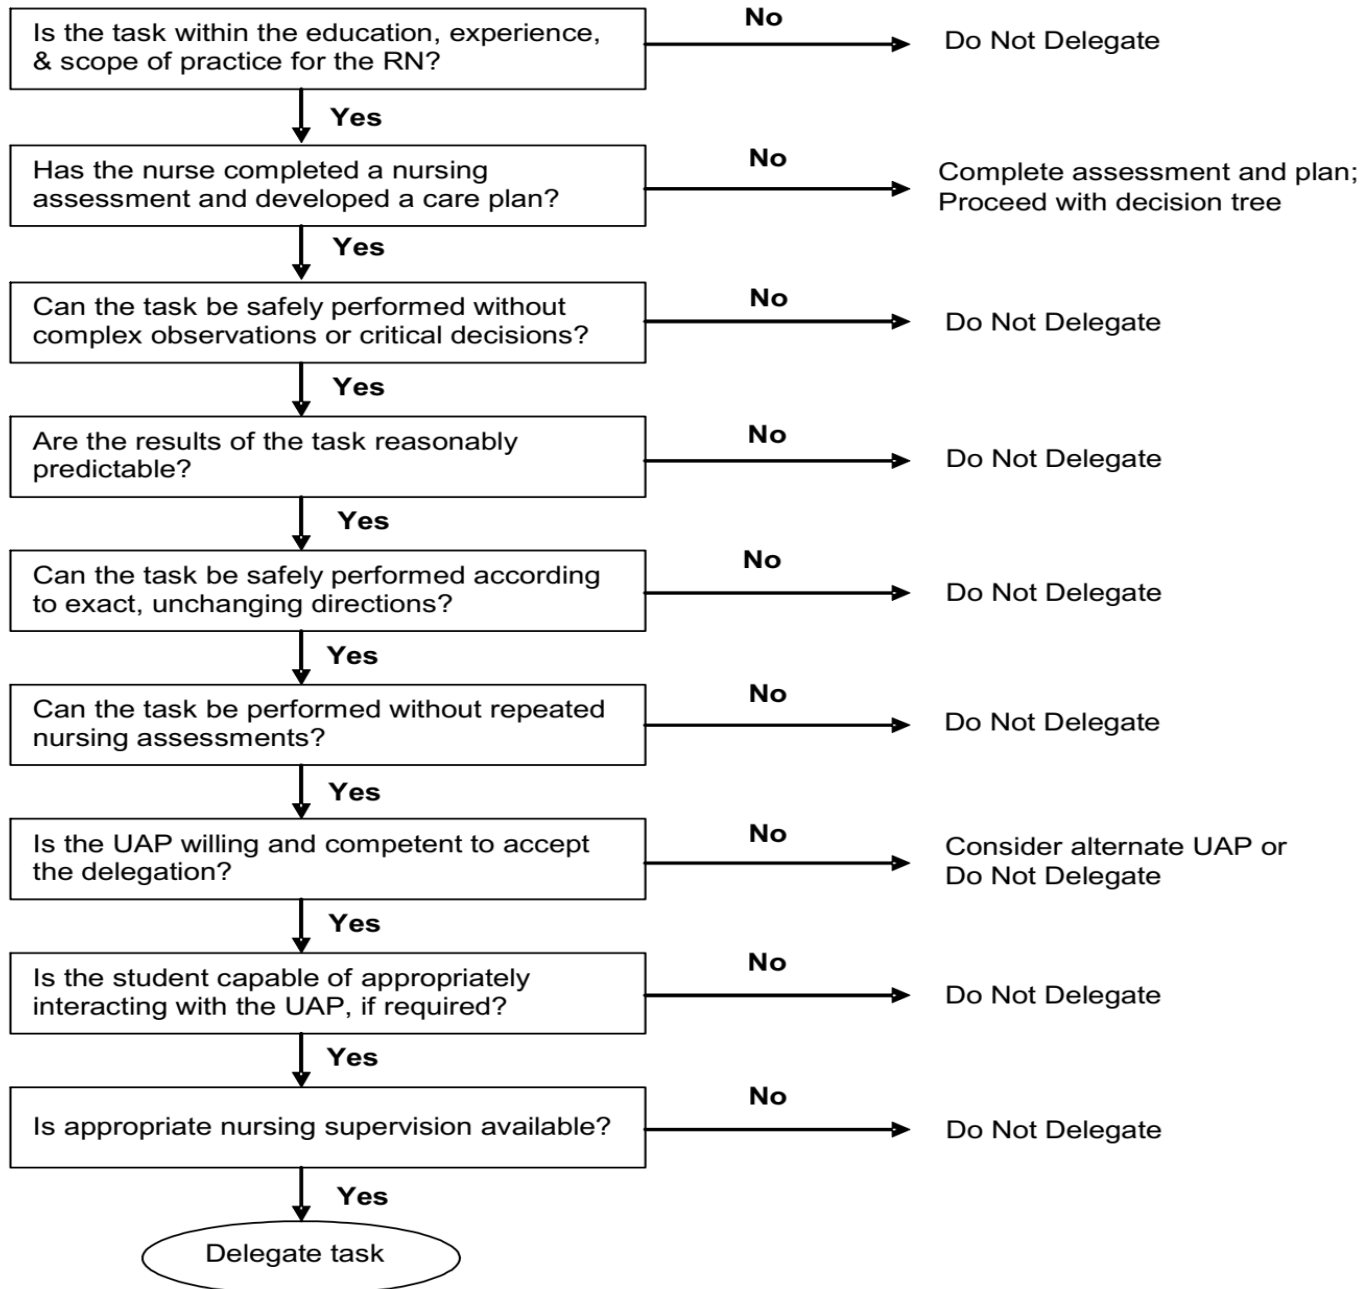 Is the task within the education, experience,
& scope of practice for the RN?
No
Do Not Delegate
Yes
Has the nurse completed a nursing
assessment and developed a care plan?
No
Complete assessment and plan;
Proceed with decision tree
Yes
Can the task be safely performed without
complex observations or critical decisions?
No
Do Not Delegate
Yes
Are the results of the task reasonably
predictable?
No
Do Not Delegate
Yes
Can the task be safely performed according
to exact, unchanging directions?
No
Do Not Delegate
Yes
Can the task be performed without repeated
nursing assessments?
No
Do Not Delegate
Yes
Is the UAP willing and competent to accept
the delegation?
No
Consider alternate UAP or
Do Not Delegate
Yes
Is the student capable of appropriately
interacting with the UAP, if required?
No
Do Not Delegate
Yes
Is appropriate nursing supervision available?
No
Do Not Delegate
Yes
Delegate task